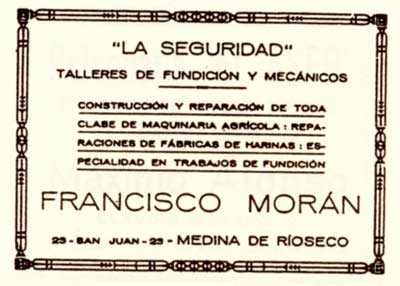 "LA SEGURIDAD"
TALLERES DE FUNDICIÓN Y MECÁNICOS
CONSTRUCCIÓN Y REPARACIÓN DE TODA
CLASE DE MAQUINARIA AGRÍCOLA : REPA-
RACIONES DE FÁBRICAS DE HARINAS : ES-
PECIALIDAD EN TRABAJOS DE FUNDICIÓN
FRANCISCO MORÁN
23 - SAN JUAN - 23 - MEDINA DE RÍOSECO